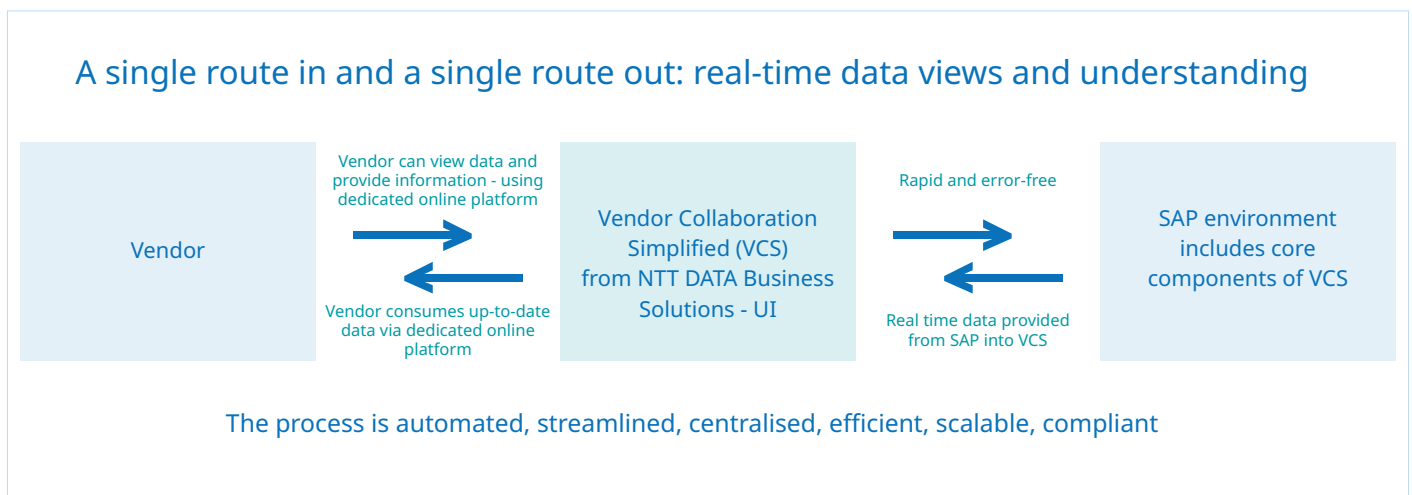 A single route in and a single route out: real-time data views and understanding
Vendor
Vendor can view data and
provide information - using
dedicated online platform
Vendor consumes up-to-date
data via dedicated online
platform
Vendor Collaboration
Simplified (VCS)
from NTT DATA Business
Solutions - UI
Rapid and error-free
Real time data provided
from SAP into VCS
SAP environment
includes core
components of VCS
The process is automated, streamlined, centralised, efficient, scalable, compliant